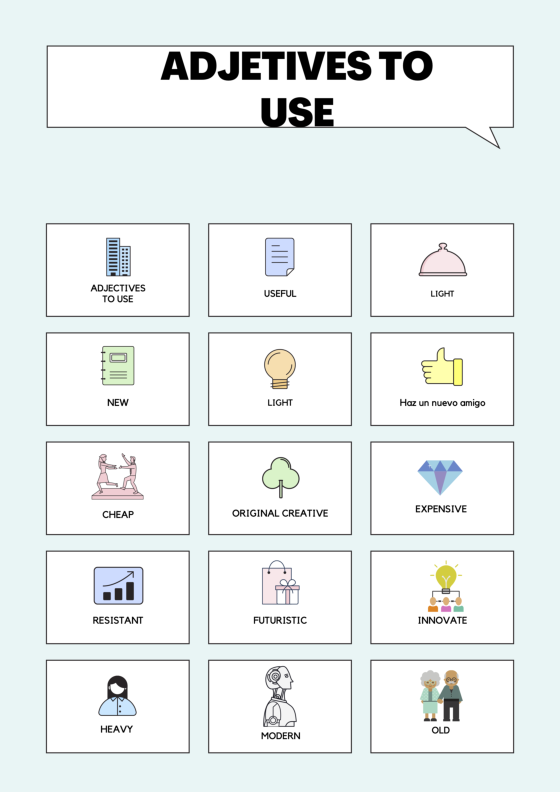 ADJETIVES TO
USE
ADJECTIVES
TO USE
USEFUL
LIGHT
NEW
LIGHT
Haz un nuevo amigo
CHEAP
ORIGINAL CREATIVE
EXPENSIVE
RESISTANT
FUTURISTIC
INNOVATE
HEAVY
MODERN
OLD